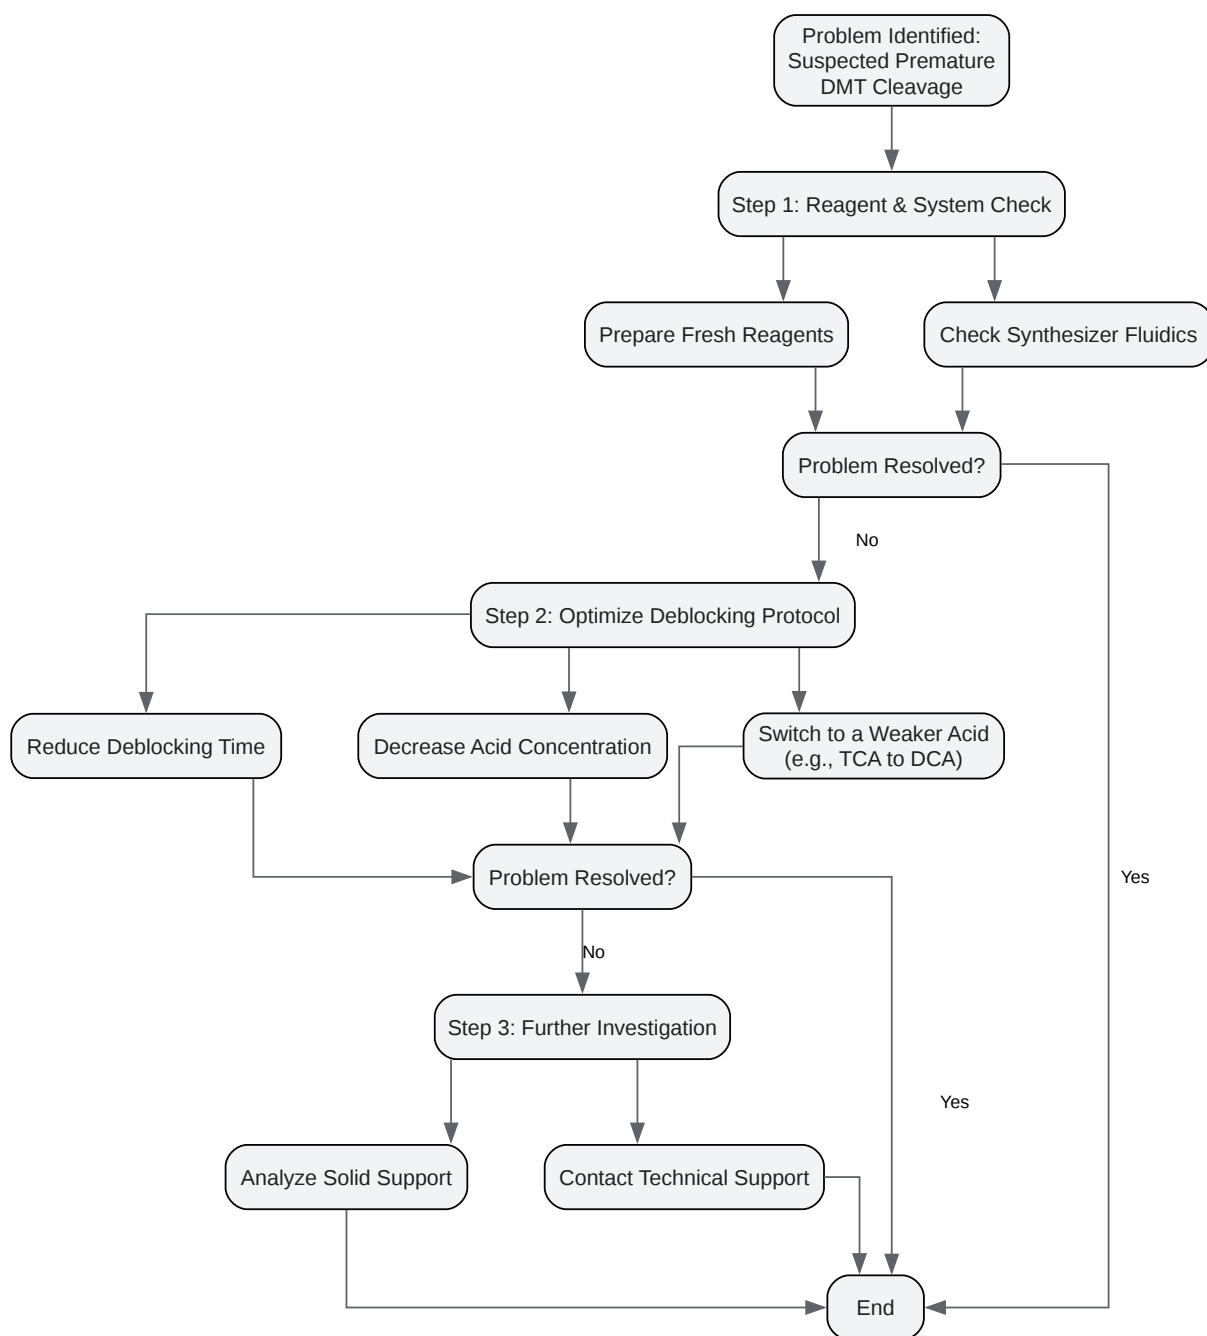 Problem Identified:
Suspected Premature
DMT Cleavage
Step 1: Reagent & System Check
Prepare Fresh Reagents
Check Synthesizer Fluidics
Problem Resolved?
No
Step 2: Optimize Deblocking Protocol
Reduce Deblocking Time
Decrease Acid Concentration
Switch to a Weaker Acid
(e.g., TCA to DCA)
Problem Resolved?
Yes
No
Step 3: Further Investigation
Yes
Analyze Solid Support
Contact Technical Support
End